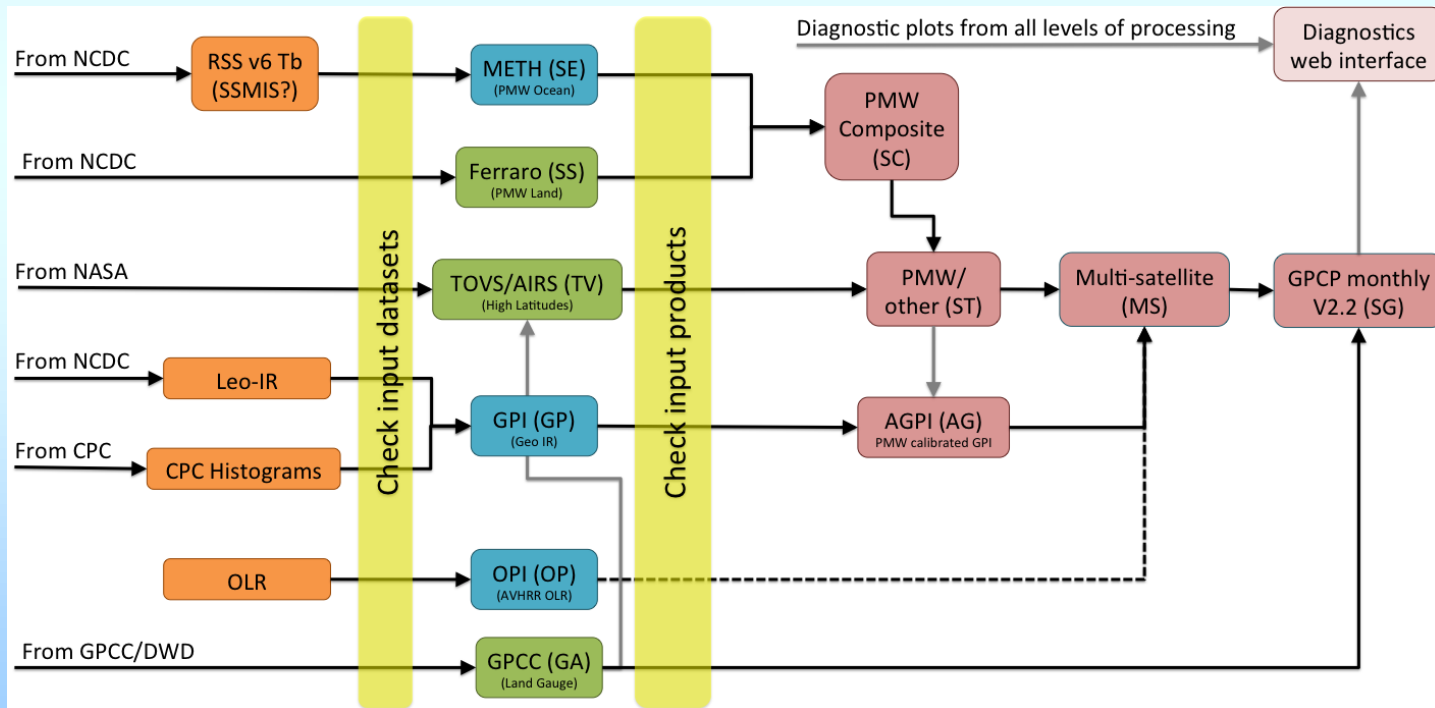 Diagnostic plots from all levels of processing
Diagnostics
web interface
From NCDC
RSS v6 Tb
(SSMIS?)
METH (SE)
(PMW Ocean)
PMW
Composite
(SC)
From NCDC
Ferraro (SS)
(PMW Land)
Check input datasets
Check input products
From NASA
TOVS/AIRS (TV)
(High Latitudes)
PMW/
other (ST)
Multi-satellite
(MS)
GPCP monthly
V2.2 (SG)
From NCDC
Leo-IR
GPI (GP)
(Geo IR)
AGPI (AG)
PMW calibrated GPI
From CPC
CPC Histograms
OLR
OPI (OP)
(AVHRR OLR)
From GPCC/DWD
GPCC (GA)
(Land Gauge)